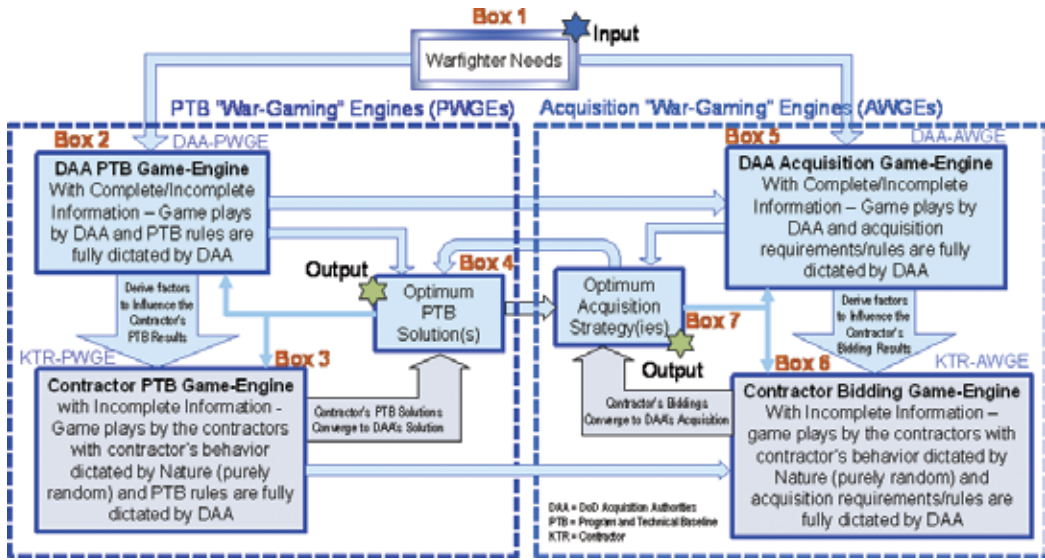 Box 1
Input
Warfighter Needs
PTB "War-Gaming" Engines (PWGEs)
Acquisition "War-Gaming" Engines (AWGEs)
Box 2
DAA-PWGE
DAA PTB Game-Engine
With Complete/Incomplete
Information – Game plays
by DAA and PTB rules are
fully dictated by DAA
Box 5
DAA-AWGE
DAA Acquisition Game-Engine
With Complete/Incomplete
Information – Game plays by
DAA and acquisition
requirements/rules are fully
dictated by DAA
Output
Box 4
Optimum
PTB
Solution(s)
Optimum
Acquisition
Strategy(ies)
Box 7
Output
Derive factors
to Influence the
Contractor's
PTB Results
Derive factors
to Influence the
Contractor's
Bidding Results
KTR-PWGE
Box 3
Contractor PTB Game-Engine
with Incomplete Information -
Game plays by the contractors
with contractor's behavior
dictated by Nature (purely
random) and PTB rules are fully
dictated by DAA
Contractor's PTB Solutions
Converge to DAA's Solution
Contractor's Biddings
Converge to DAA's Acquisition
Box 6
KTR-AWGE
Contractor Bidding Game-Engine
With Incomplete Information –
game plays by the contractors with
contractor's behavior dictated by
Nature (purely random) and
acquisition requirements/rules are
fully dictated by DAA
DAA = DoD Acquisition Authorities
PTB = Program and Technical Baseline
KTR = Contractor